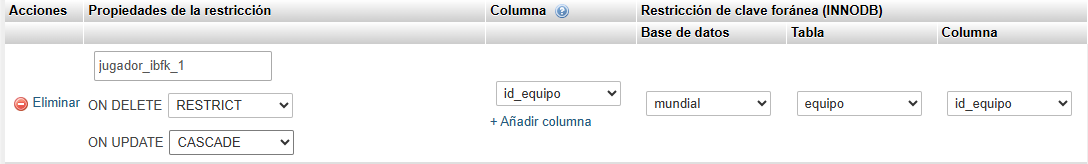 Acciones Propiedades de la restricción Columna Restricción de clave foránea (INNODB)
Base de datos Tabla Columna
jugador_ibfk_1
Eliminar ON DELETE RESTRICT id_equipo mundial equipo id_equipo
+ Añadir columna
ON UPDATE CASCADE